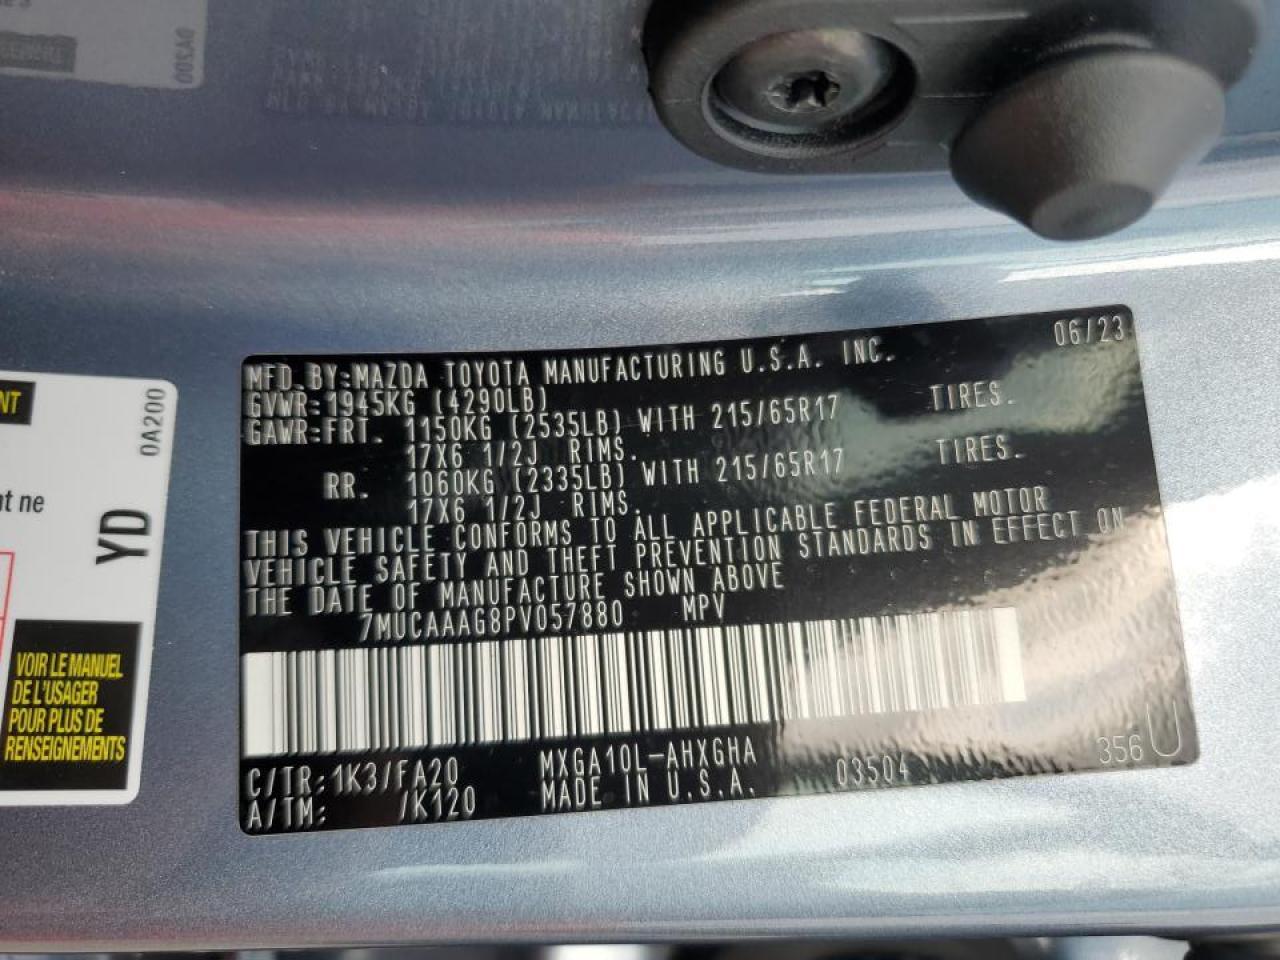 MFD.BY:MAZDA TOYOTA MANUFACTURING U.S.A. INC. 06/23
GVWR:1945KG (4290LB)
GAWR:FRT. 1150KG (2535LB) WITH 215/65R17 TIRES.
17X6 1/2J RIMS.
RR. 1060KG (2335LB) WITH 215/65R17 TIRES.
17X6 1/2J RIMS.
THIS VEHICLE CONFORMS TO ALL APPLICABLE FEDERAL MOTOR
VEHICLE SAFETY AND THEFT PREVENTION STANDARDS IN EFFECT ON
THE DATE OF MANUFACTURE SHOWN ABOVE
7MUCAAAG8PV057880 MPV
C/TR:1K3/FA20 MXGA10L-AHXGHA 03504 356 U
A/TM: /K120 MADE IN U.S.A.
NT
0A200
t ne
YD
VOIR LE MANUEL
DE L'USAGER
POUR PLUS DE
RENSEIGNEMENTS